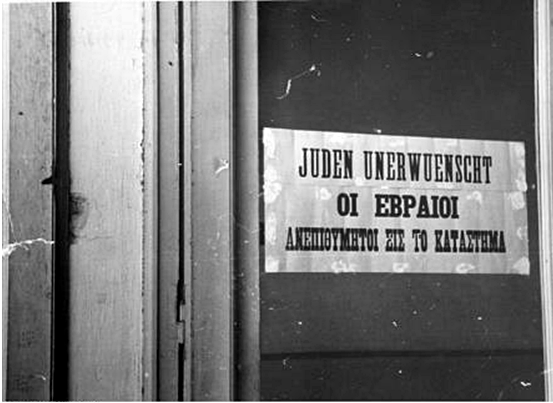 JUDEN UNERWUENSCHT
ΟΙ ΕΒΡΑΙΟΙ
ΑΝΕΠΙΘΥΜΗΤΟΙ ΕΙΣ ΤΟ ΚΑΤΑΣΤΗΜΑ